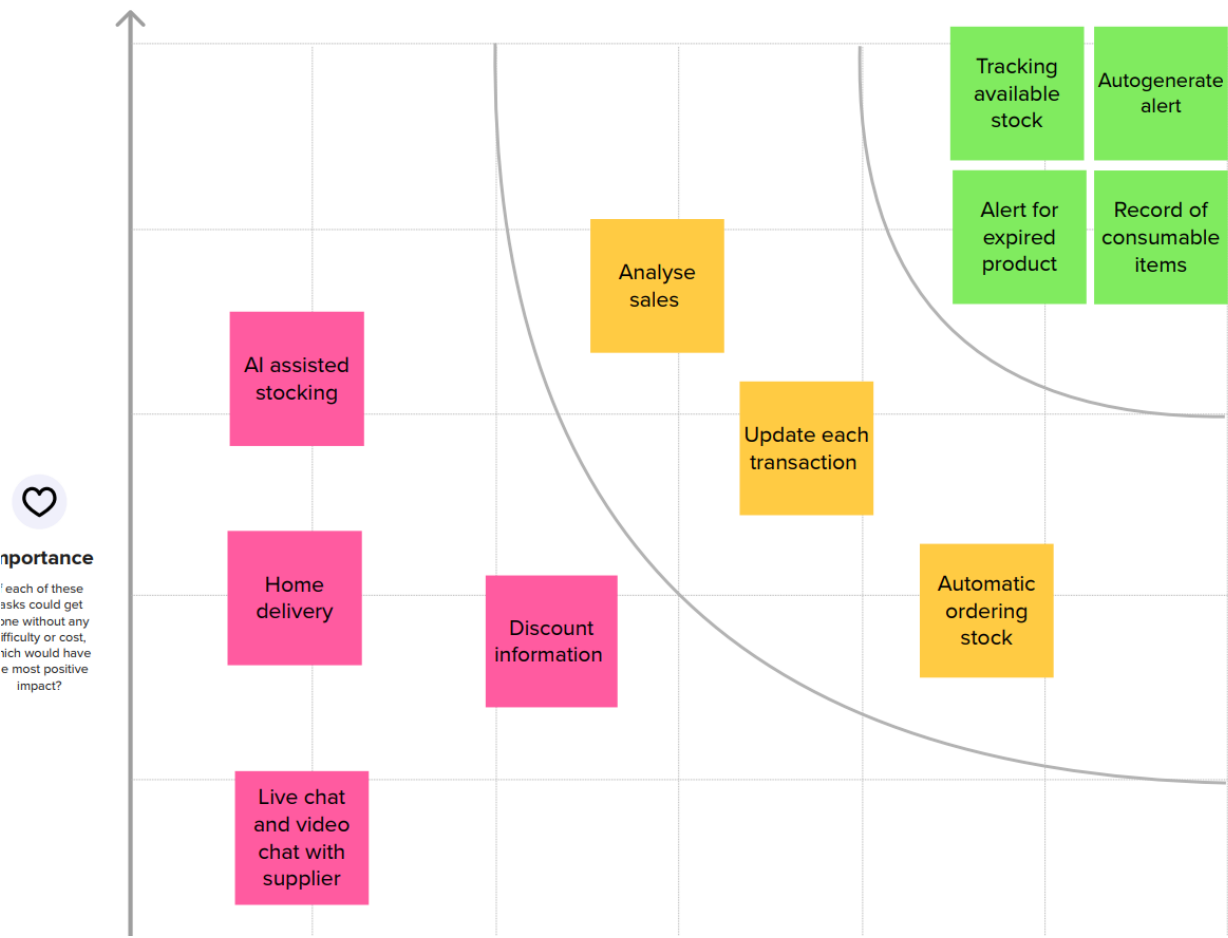 Tracking
available
stock
Autogenerate
alert
Alert for
expired
product
Record of
consumable
items
Analyse
sales
AI assisted
stocking
Update each
transaction
Home
delivery
Discount
information
Automatic
ordering
stock
Live chat
and video
chat with
supplier
mportance
f each of these
asks could get
one without any
ifficulty or cost,
hich would have
e most positive
impact?